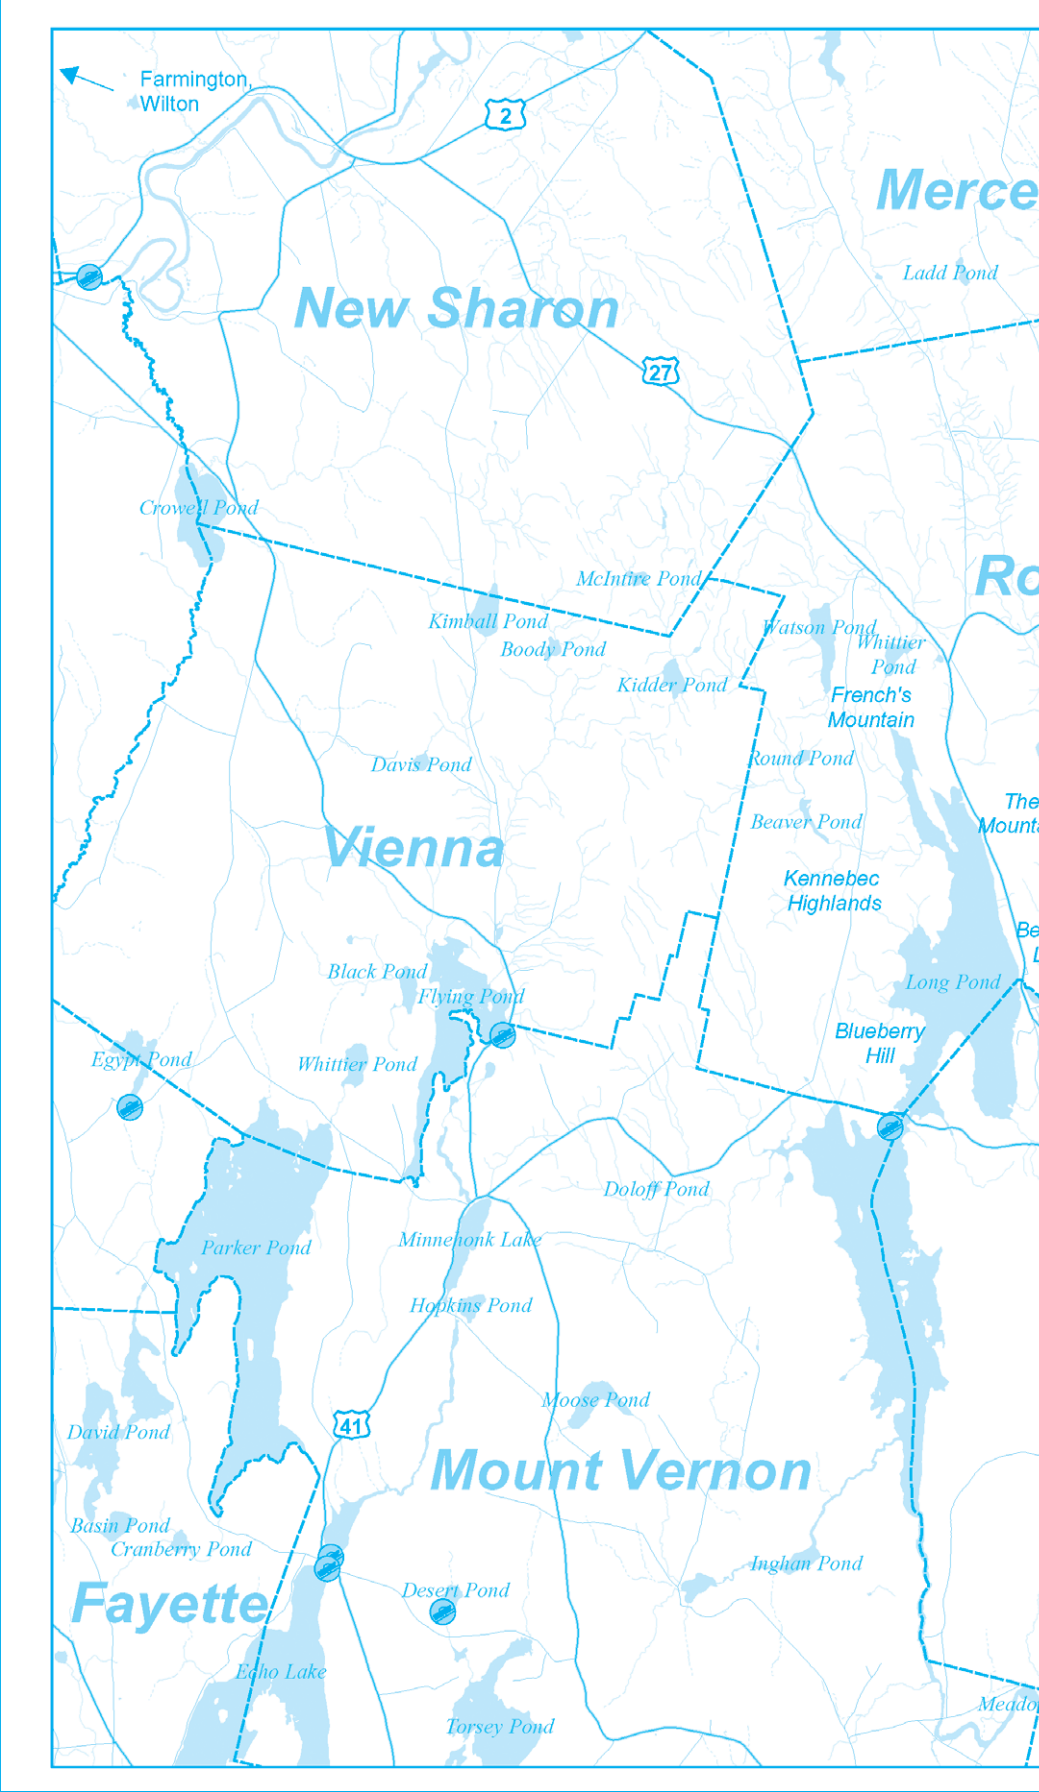 Farmington,
Wilton
2
Merce
Ladd Pond
New Sharon
27
Crowell Pond
McIntire Pond
Ro
Kimball Pond
Watson Pond
Boody Pond
Whittier
Pond
Kidder Pond
French's
Mountain
Davis Pond
Round Pond
The
Mounta
Beaver Pond
Vienna
Kennebec
Highlands
Be
L
Black Pond
Flying Pond
Long Pond
Blueberry
Hill
Egypt Pond
Whittier Pond
Doloff Pond
Parker Pond
Minnehonk Lake
Hopkins Pond
Moose Pond
41
David Pond
Mount Vernon
Basin Pond
Cranberry Pond
Inghan Pond
Fayette
Desert Pond
Echo Lake
Meado
Torsey Pond